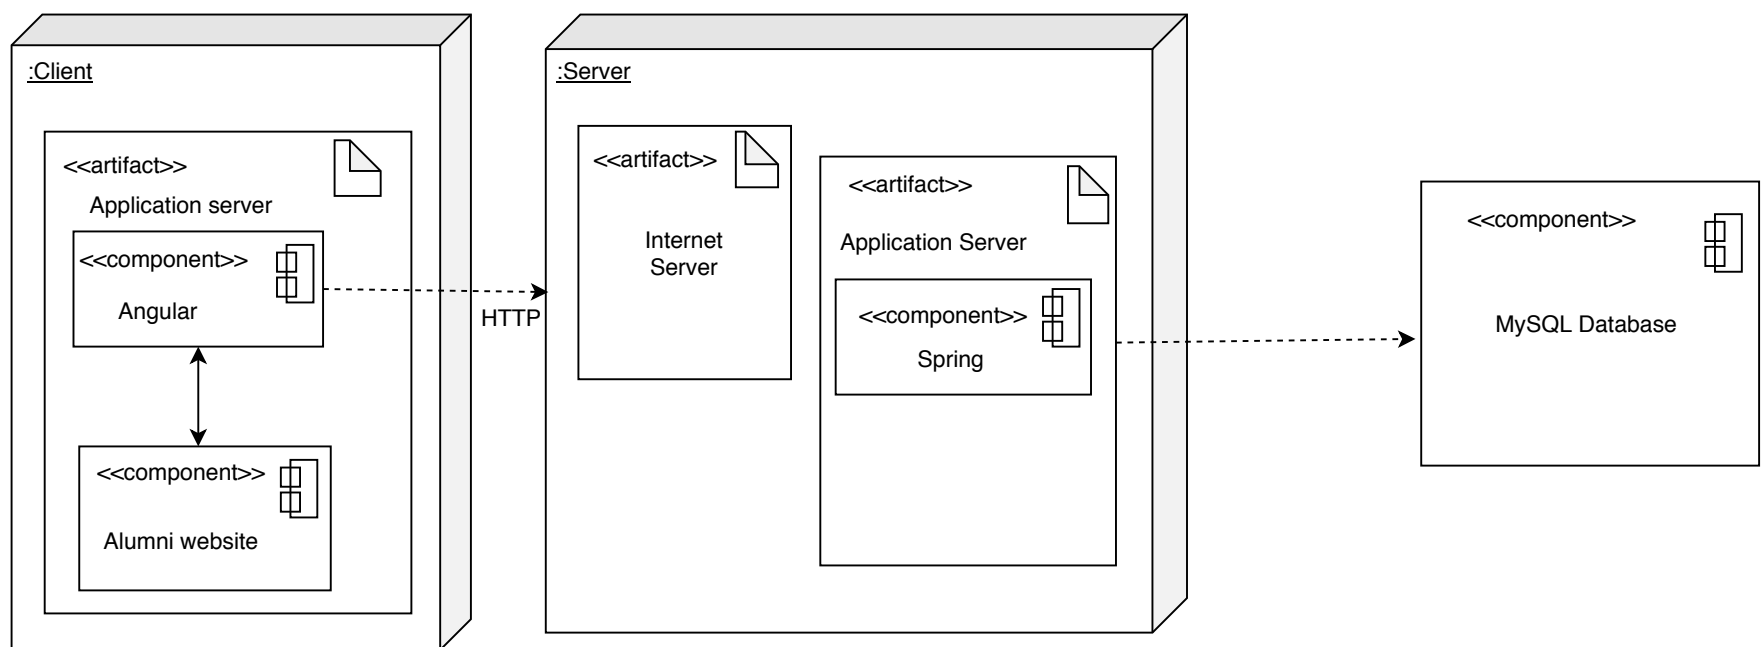 :Client
<<artifact>>
Application server
<<component>>
Angular
<<component>>
Alumni website
HTTP
:Server
<<artifact>>
Internet
Server
<<artifact>>
Application Server
<<component>>
Spring
<<component>>
MySQL Database